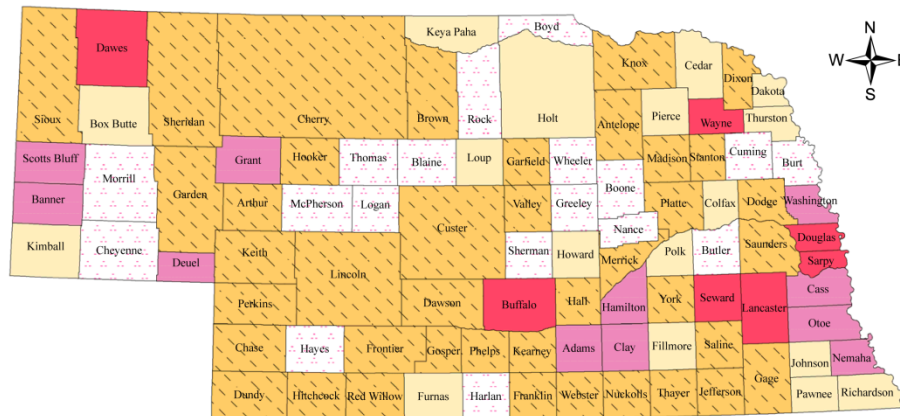 N
W E
S
Dawes
Keya Paha
Boyd
Knox
Cedar
Dixon
Dakota
Sioux
Box Butte
Sheridan
Cherry
Brown
Rock
Holt
Antelope
Pierce
Wayne
Thurston
Scotts Bluff
Morrill
Garden
Grant
Hooker
Thomas
Blaine
Loup
Garfield
Wheeler
Madison
Stanton
Cuming
Burt
Banner
Arthur
McPherson
Logan
Custer
Valley
Greeley
Boone
Platte
Colfax
Dodge
Washington
Kimball
Cheyenne
Deuel
Keith
Lincoln
Sherman
Howard
Nance
Merrick
Polk
Butler
Saunders
Douglas
Sarpy
Perkins
Dawson
Buffalo
Hall
Hamilton
York
Seward
Lancaster
Cass
Otoe
Chase
Hayes
Frontier
Gosper
Phelps
Kearney
Adams
Clay
Fillmore
Saline
Gage
Johnson
Nemaha
Dundy
Hitchcock
Red Willow
Furnas
Harlan
Franklin
Webster
Nuckolls
Thayer
Jefferson
Pawnee
Richardson